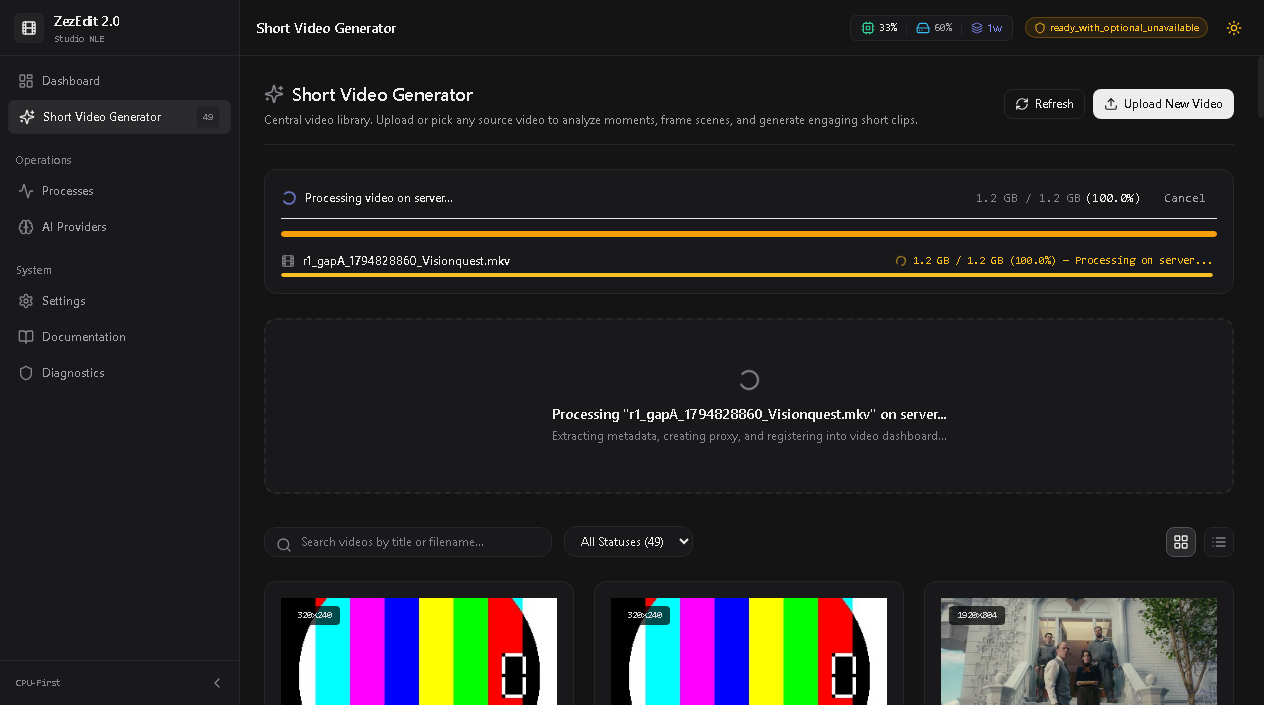 ZezEdit 2.0
Studio NLE
Dashboard
Short Video Generator 49
Operations
Processes
AI Providers
System
Settings
Documentation
Diagnostics
CPU-First
Short Video Generator
33% 60% 1w ready_with_optional_unavailable
Short Video Generator
Central video library. Upload or pick any source video to analyze moments, frame scenes, and generate engaging short clips.
Refresh
Upload New Video
Processing video on server... 1.2 GB / 1.2 GB (100.0%) Cancel
r1_gapA_1794828860_Visionquest.mkv 1.2 GB / 1.2 GB (100.0%) — Processing on server...
Processing "r1_gapA_1794828860_Visionquest.mkv" on server...
Extracting metadata, creating proxy, and registering into video dashboard...
Search videos by title or filename...
All Statuses (49)
320x240
320x240
1920x804